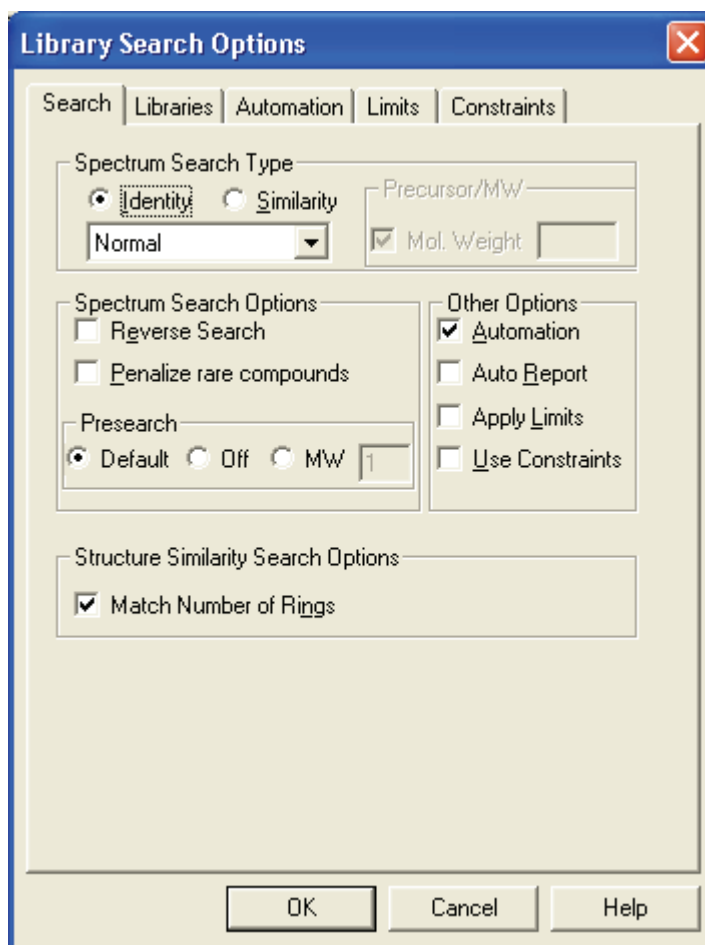 Library Search Options
Search Libraries Automation Limits Constraints
Spectrum Search Type
Identity Similarity
Normal
Precursor/MW
Mol. Weight
Spectrum Search Options
Reverse Search
Penalize rare compounds
Presearch
Default Off MW 1
Other Options
Automation
Auto Report
Apply Limits
Use Constraints
Structure Similarity Search Options
Match Number of Rings
OK Cancel Help